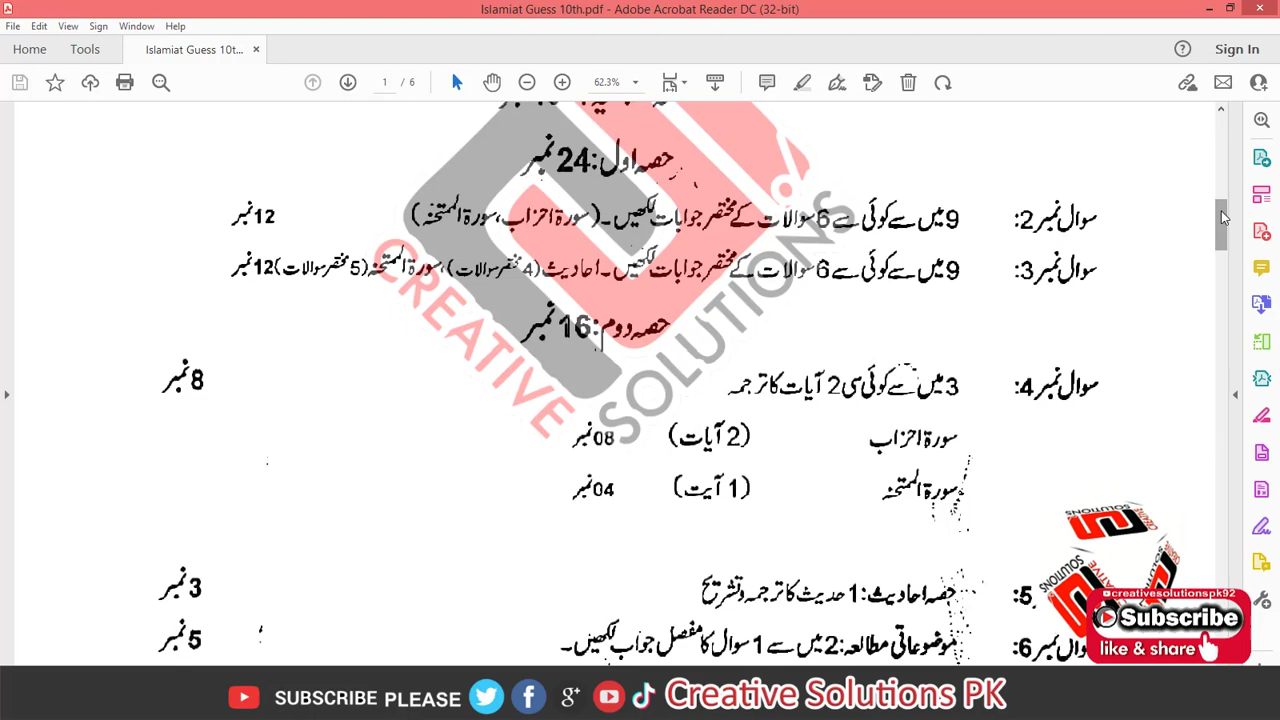 Islamiat Guess 10th.pdf - Adobe Acrobat Reader DC (32-bit)
File Edit View Sign Window Help
Home Tools Islamiat Guess 10t... × Sign In
1 / 6 62.3%
حصہ اول: 24 نمبر
سوال نمبر 2: 9 میں سے کوئی سے 6 سوالات کے مختصر جوابات لکھیں۔ (سورۃ احزاب، سورۃ الممتحنہ) 12 نمبر
سوال نمبر 3: 9 میں سے کوئی سے 6 سوالات کے مختصر جوابات لکھیں۔ احادیث (4 مختصر سوالات)، سورۃ الممتحنہ (5 مختصر سوالات) 12 نمبر
حصہ دوم: 16 نمبر
سوال نمبر 4: 3 میں سے کوئی سی 2 آیات کا ترجمہ 8 نمبر
سورۃ احزاب (2 آیات) 08 نمبر
سورۃ الممتحنہ (1 آیت) 04 نمبر
5: حصہ احادیث: 1 حدیث کا ترجمہ و تشریح 3 نمبر
سوال نمبر 6: موضوعاتی مطالعہ: 2 میں سے 1 سوال کا مفصل جواب لکھیں۔ 5 نمبر
CREATIVE SOLUTIONS
creativesolutionspk92
Subscribe
like & share
SUBSCRIBE PLEASE Creative Solutions PK